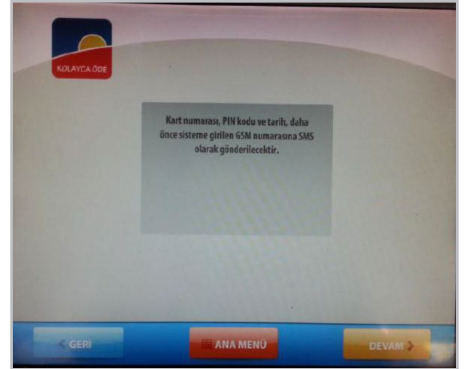 KOLAYCA ÖDE
Kart numarası, PIN kodu ve tarih, daha
önce sisteme girilen GSM numarasına SMS
olarak gönderilecektir.
GERİ
ANA MENÜ
DEVAM